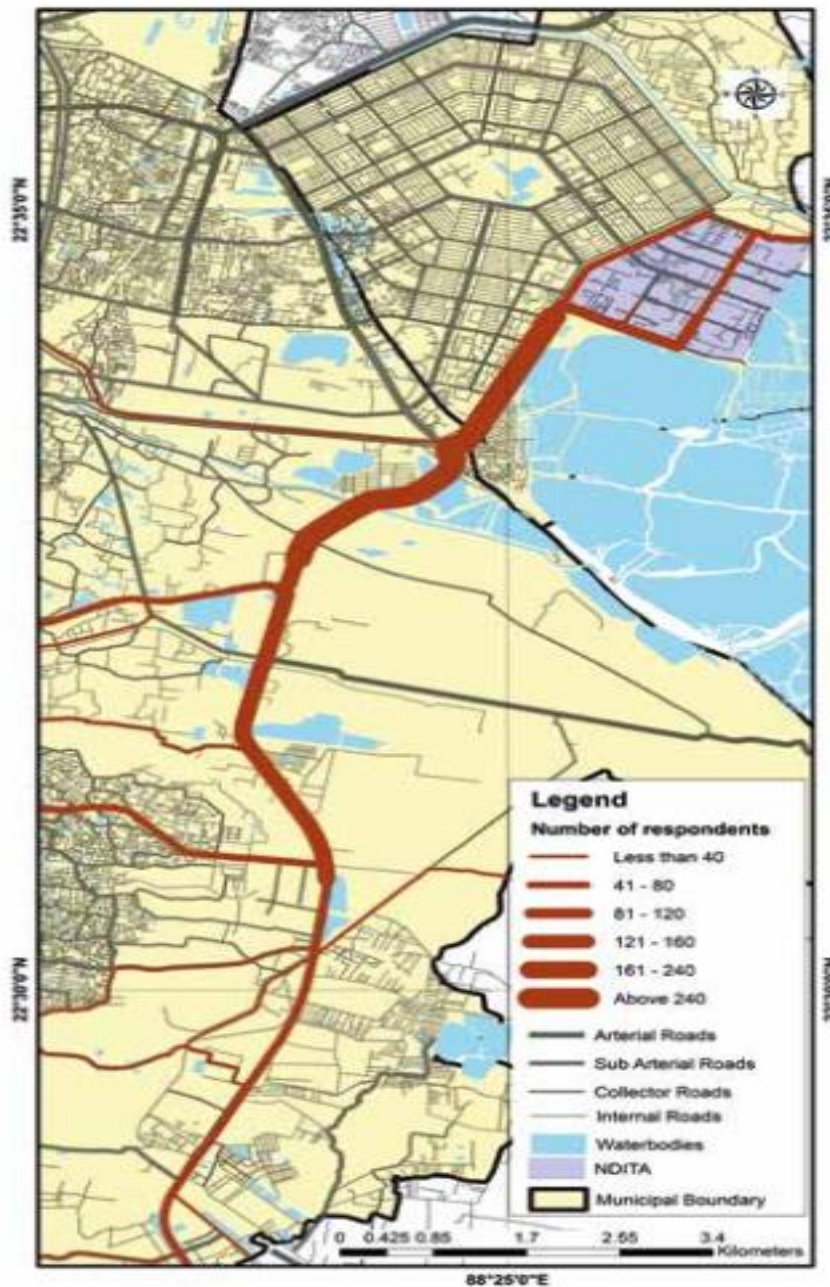 22°35'0"N
Legend
Number of respondents
Less than 40
41 - 80
81 - 120
121 - 160
161 - 240
Above 240
Arterial Roads
Sub Arterial Roads
Collector Roads
Internal Roads
Waterbodies
NDITA
Municipal Boundary
22°30'0"N
0 0.425 0.85 1.7 2.55 3.4
Kilometers
88°25'0"E